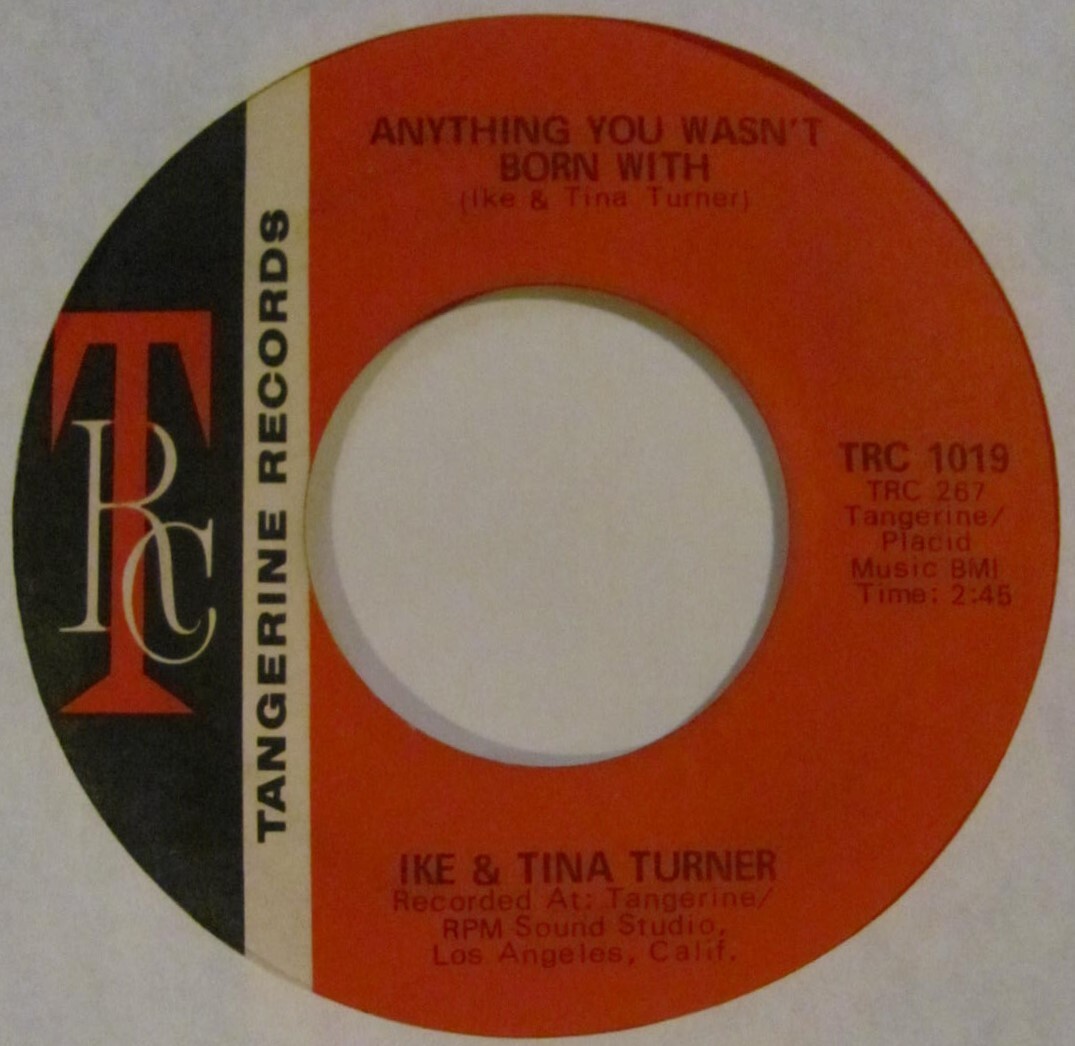 ANYTHING YOU WASN'T
BORN WITH
(Ike & Tina Turner)
TRC
TANGERINE RECORDS
TRC 1019
TRC 267
Tangerine/
Placid
Music BMI
Time: 2:45
IKE & TINA TURNER
Recorded At: Tangerine/
RPM Sound Studio,
Los Angeles, Calif.